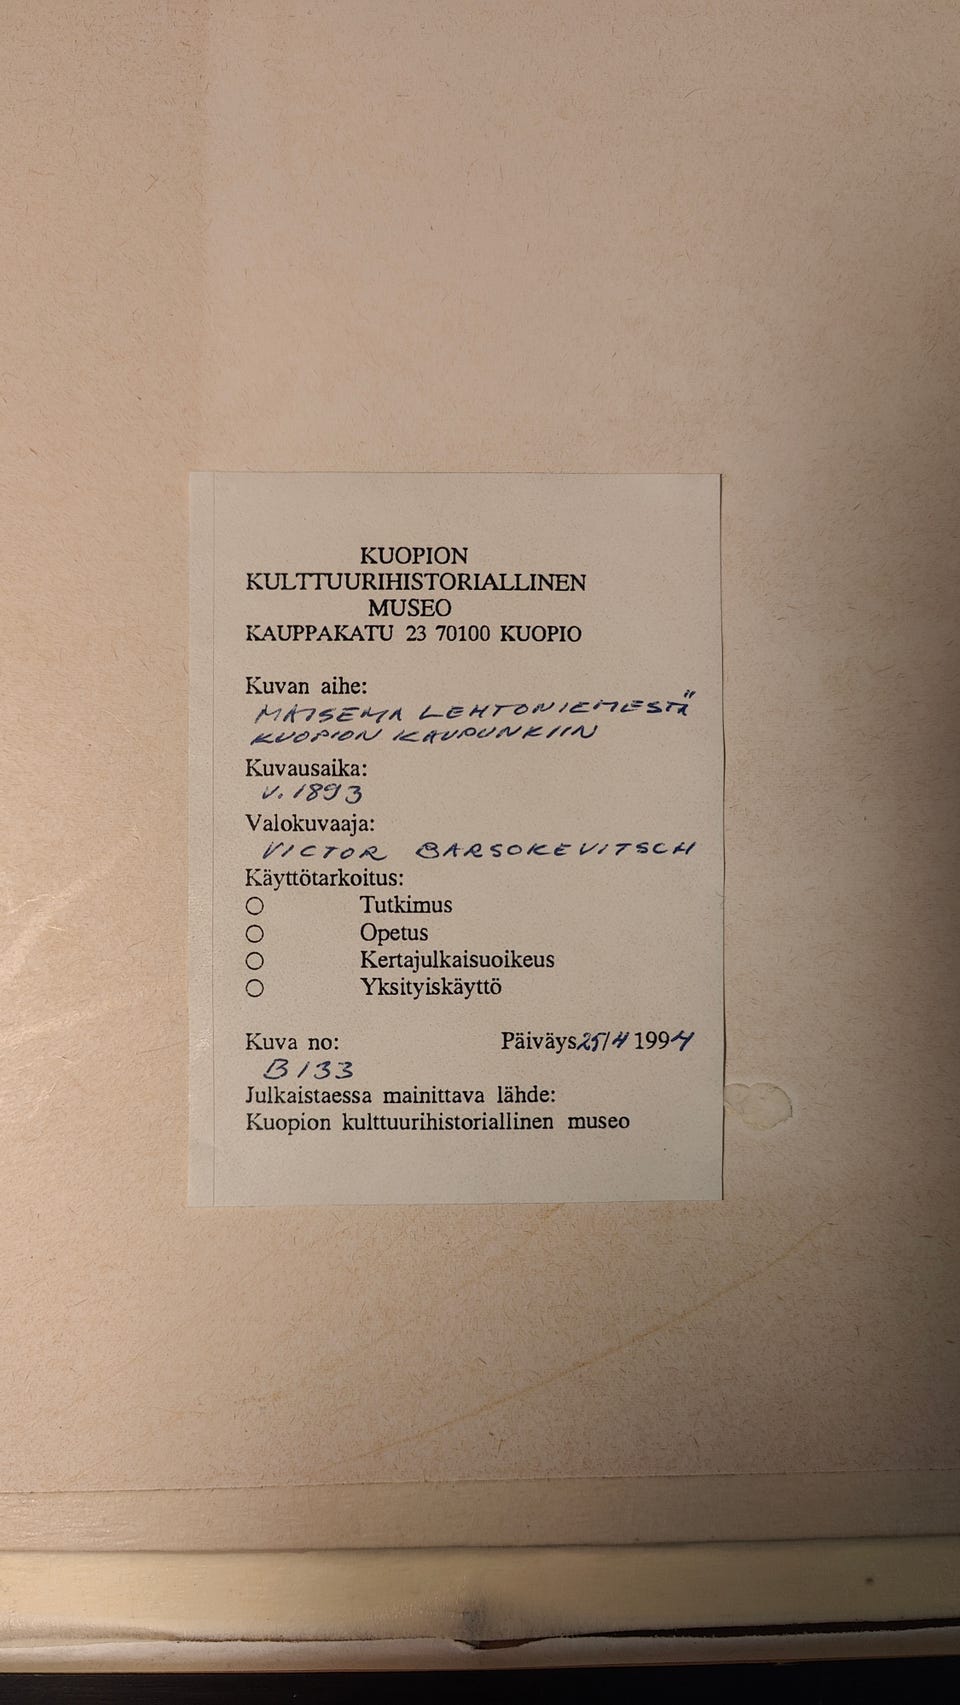 KUOPION
KULTTUURIHISTORIALLINEN
MUSEO
KAUPPAKATU 23 70100 KUOPIO
Kuvan aihe:
MAISEMA LEHTONIEMESTÄ
KUOPION KAUPUNKIIN
Kuvausaika:
v. 1893
Valokuvaaja:
VICTOR BARSOKEVITSCH
Käyttötarkoitus:
Tutkimus
Opetus
Kertajulkaisuoikeus
Yksityiskäyttö
Kuva no: Päiväys 25/4 1994
B133
Julkaistaessa mainittava lähde:
Kuopion kulttuurihistoriallinen museo